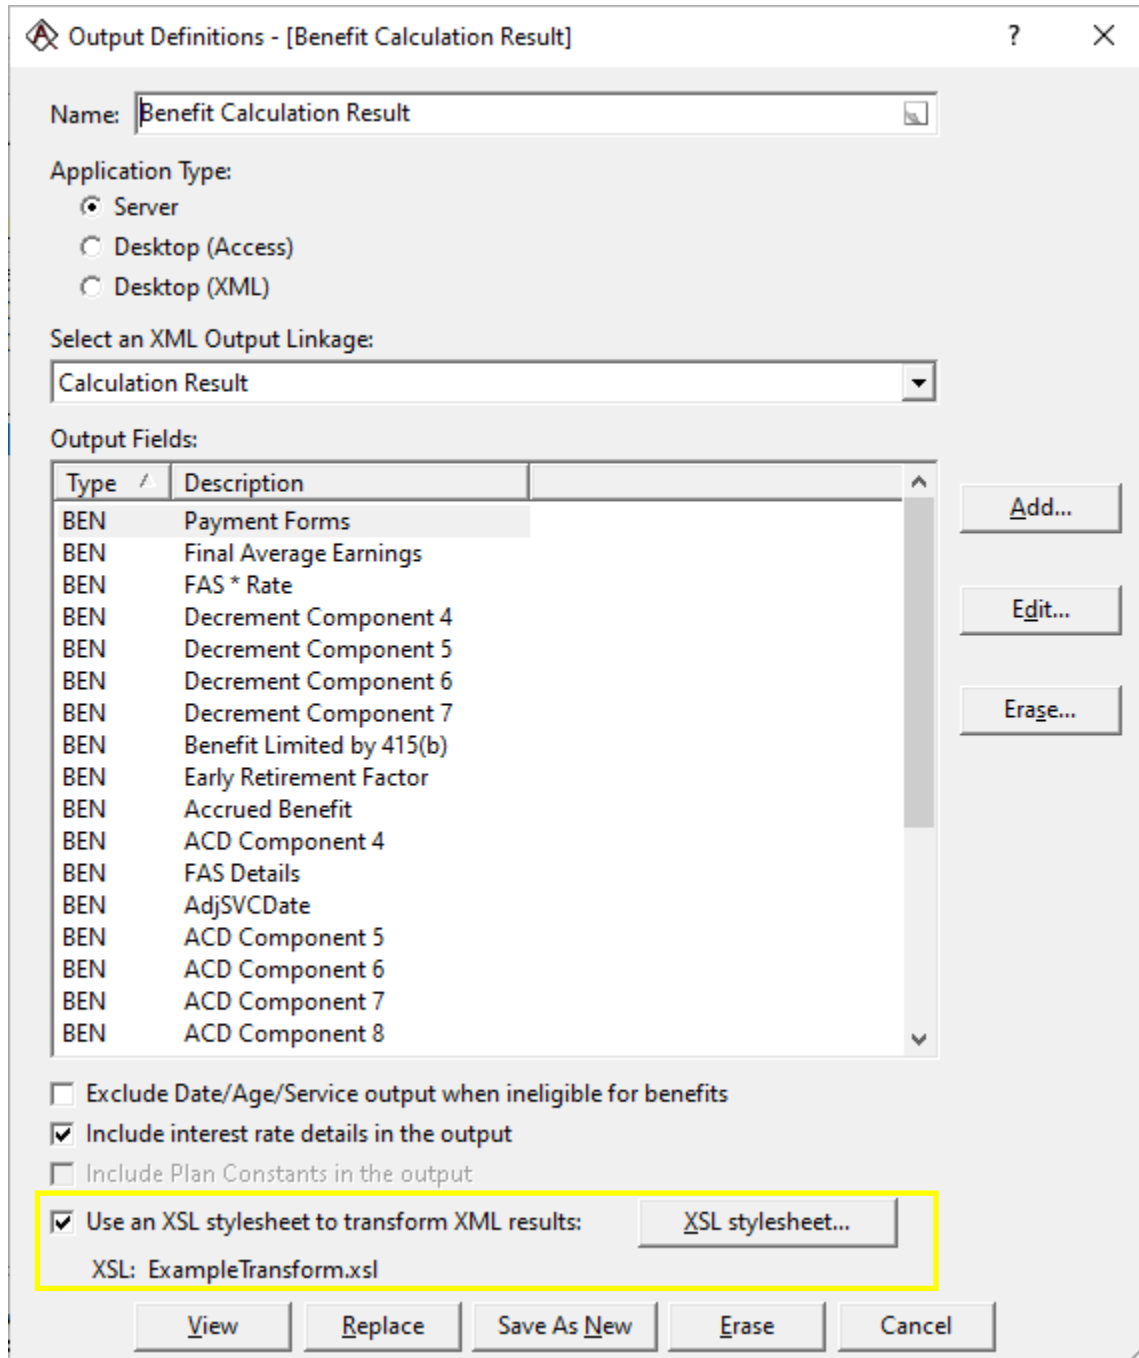 Output Definitions - [Benefit Calculation Result]
?
Name: Benefit Calculation Result
Application Type:
Server
Desktop (Access)
Desktop (XML)
Select an XML Output Linkage:
Calculation Result
Output Fields:
Type Description
BEN Payment Forms
BEN Final Average Earnings
BEN FAS * Rate
BEN Decrement Component 4
BEN Decrement Component 5
BEN Decrement Component 6
BEN Decrement Component 7
BEN Benefit Limited by 415(b)
BEN Early Retirement Factor
BEN Accrued Benefit
BEN ACD Component 4
BEN FAS Details
BEN AdjSVCDate
BEN ACD Component 5
BEN ACD Component 6
BEN ACD Component 7
BEN ACD Component 8
Add...
Edit...
Erase...
Exclude Date/Age/Service output when ineligible for benefits
Include interest rate details in the output
Include Plan Constants in the output
Use an XSL stylesheet to transform XML results: XSL stylesheet...
XSL: ExampleTransform.xsl
View Replace Save As New Erase Cancel